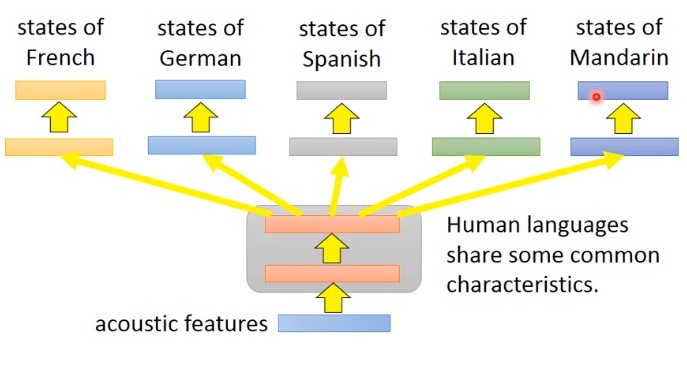 states of
French
states of
German
states of
Spanish
states of
Italian
states of
Mandarin
Human languages
share some common
characteristics.
acoustic features